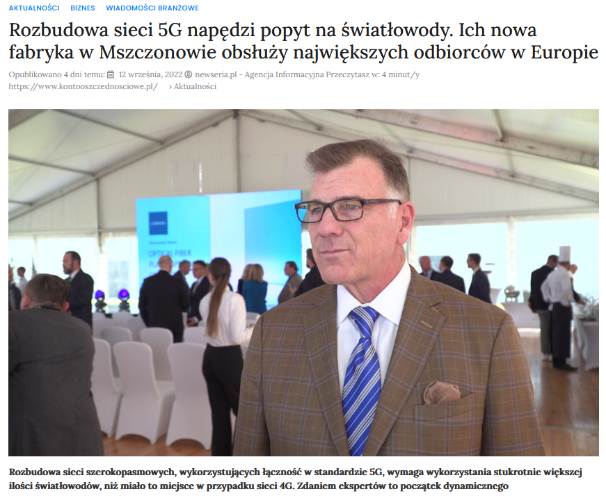 AKTUALNOŚCI BIZNES WIADOMOŚCI BRANŻOWE
Rozbudowa sieci 5G napędzi popyt na światłowody. Ich nowa
fabryka w Mszczonowie obsłuży największych odbiorców w Europie
Opublikowano 4 dni temu: 12 września, 2022 newseria.pl - Agencja Informacyjna Przeczytasz w: 4 minut/y
https://www.kontooszczednosciowe.pl/ › Aktualności
OPTICAL FIBER
Rozbudowa sieci szerokopasmowych, wykorzystujących łączność w standardzie 5G, wymaga wykorzystania stukrotnie większej
ilości światłowodów, niż miało to miejsce w przypadku sieci 4G. Zdaniem ekspertów to początek dynamicznego